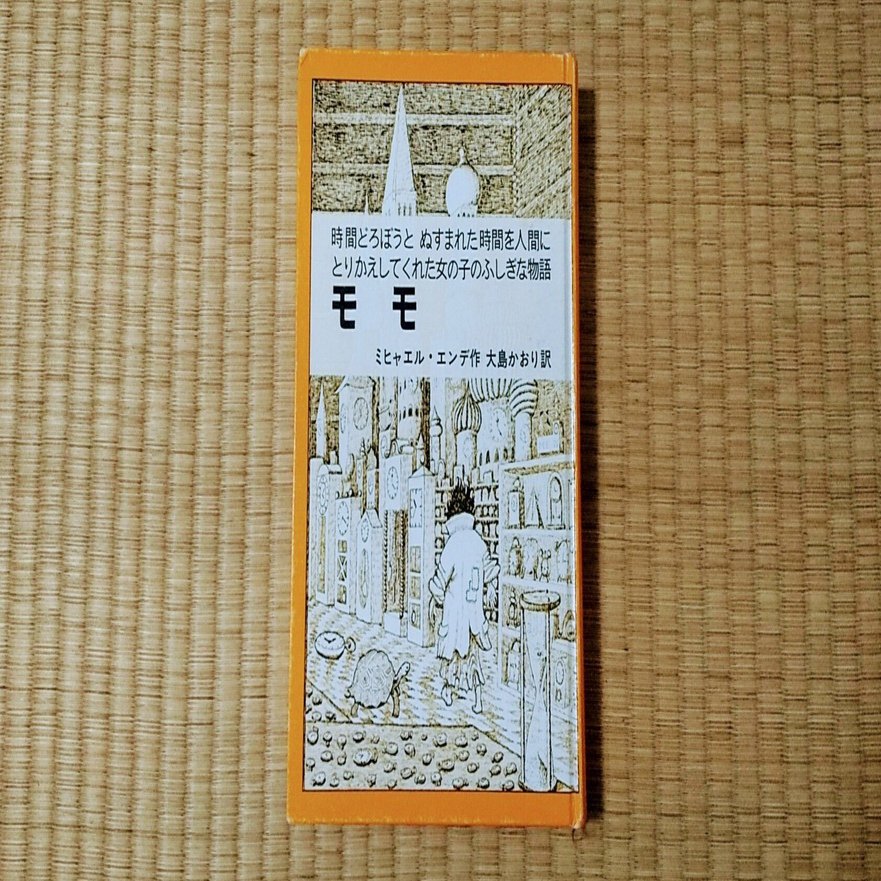 時間どろぼうと ぬすまれた時間を人間に
とりかえしてくれた女の子のふしぎな物語
モモ
ミヒャエル・エンデ作 大島かおり訳